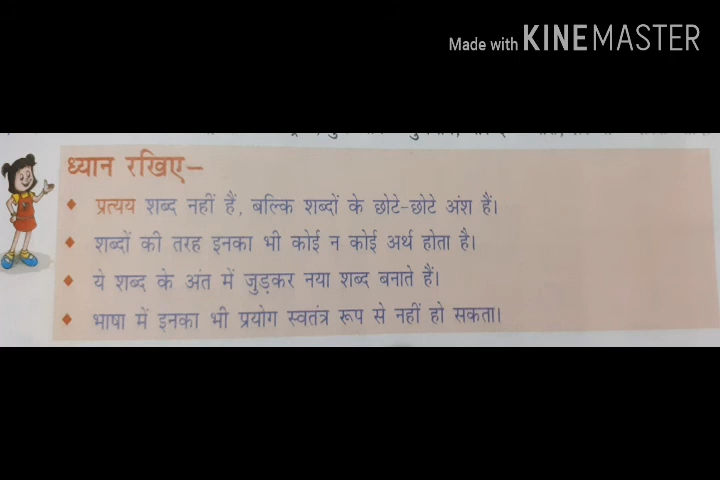 Made with KINEMASTER
ध्यान रखिए–
◆ प्रत्यय शब्द नहीं हैं, बल्कि शब्दों के छोटे-छोटे अंश हैं।
◆ शब्दों की तरह इनका भी कोई न कोई अर्थ होता है।
◆ ये शब्द के अंत में जुड़कर नया शब्द बनाते हैं।
◆ भाषा में इनका भी प्रयोग स्वतंत्र रूप से नहीं हो सकता।